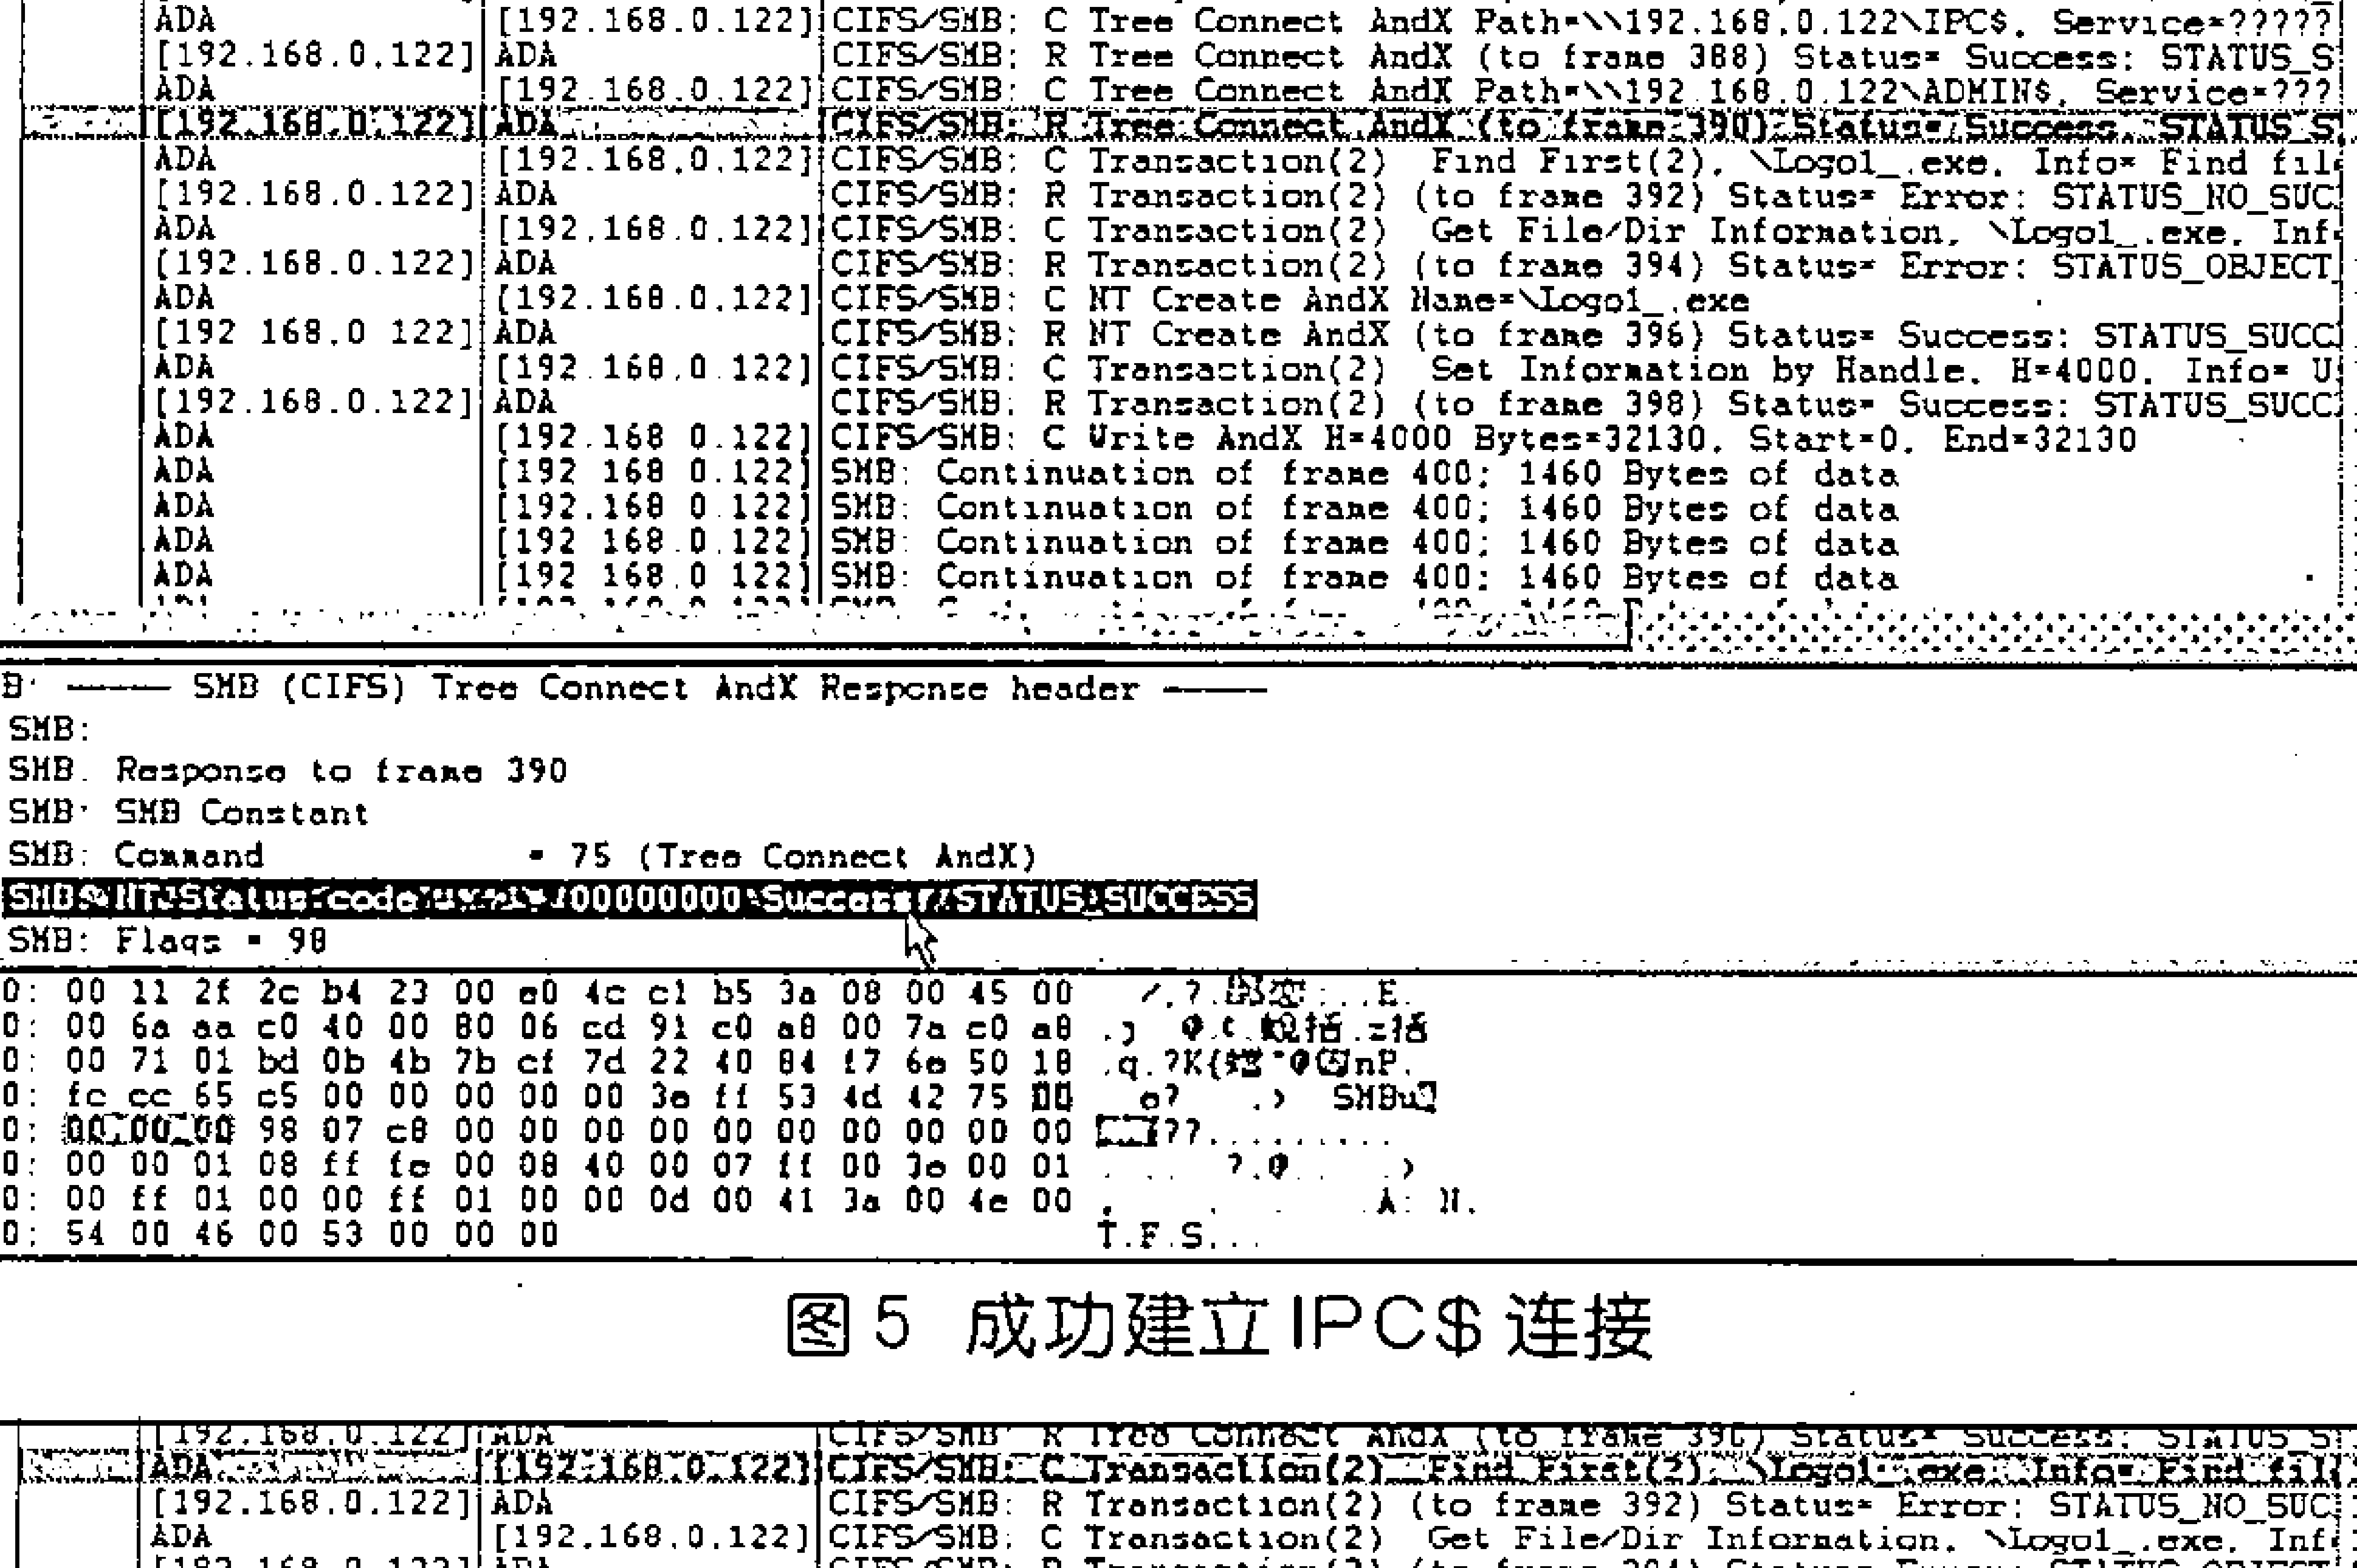 ADA [192.168.0.122] CIFS/SMB: C Tree Connect AndX Path=\\192.168.0.122\IPC$, Service=?????
[192.168.0.122] ADA CIFS/SMB: R Tree Connect AndX (to frame 388) Status= Success: STATUS_S
ADA [192.168.0.122] CIFS/SMB: C Tree Connect AndX Path=\\192.168.0.122\ADMIN$, Service=???
[192.168.0.122] ADA CIFS/SMB: R Tree Connect AndX (to frame 390) Status= Success: STATUS_S
ADA [192.168.0.122] CIFS/SMB: C Transaction(2) Find First(2), \Logo1_.exe, Info= Find file
[192.168.0.122] ADA CIFS/SMB: R Transaction(2) (to frame 392) Status= Error: STATUS_NO_SUC
ADA [192.168.0.122] CIFS/SMB: C Transaction(2) Get File/Dir Information, \Logo1_.exe, Inf
[192.168.0.122] ADA CIFS/SMB: R Transaction(2) (to frame 394) Status= Error: STATUS_OBJECT_
ADA [192.168.0.122] CIFS/SMB: C NT Create AndX Name=\Logo1_.exe
[192.168.0.122] ADA CIFS/SMB: R NT Create AndX (to frame 396) Status= Success: STATUS_SUCC
ADA [192.168.0.122] CIFS/SMB: C Transaction(2) Set Information by Handle, H=4000, Info= U
[192.168.0.122] ADA CIFS/SMB: R Transaction(2) (to frame 398) Status= Success: STATUS_SUCC
ADA [192.168.0.122] CIFS/SMB: C Write AndX H=4000 Bytes=32130, Start=0, End=32130
ADA [192.168.0.122] SMB: Continuation of frame 400; 1460 Bytes of data
ADA [192.168.0.122] SMB: Continuation of frame 400; 1460 Bytes of data
ADA [192.168.0.122] SMB: Continuation of frame 400; 1460 Bytes of data
ADA [192.168.0.122] SMB: Continuation of frame 400; 1460 Bytes of data
B: ----- SMB (CIFS) Tree Connect AndX Response header -----
SMB:
SMB: Response to frame 390
SMB: SMB Constant
SMB: Command = 75 (Tree Connect AndX)
SMB: NT Status code = 00000000 Success: STATUS_SUCCESS
SMB: Flags = 98
0: 00 11 2f 2c b4 23 00 e0 4c c1 b5 3a 08 00 45 00
0: 00 6a aa c0 40 00 80 06 cd 91 c0 a8 00 7a c0 a8
0: 00 71 01 bd 0b 4b 7b cf 7d 22 40 84 f7 6e 50 18
0: fc cc 65 c5 00 00 00 00 00 3e ff 53 4d 42 75 00
0: 00 00 00 98 07 c8 00 00 00 00 00 00 00 00 00 00
0: 00 00 01 08 ff fe 00 08 40 00 07 ff 00 3e 00 01
0: 00 ff 01 00 00 ff 01 00 00 0d 00 41 3a 00 4e 00 A: N.
0: 54 00 46 00 53 00 00 00 T.F.S...
图 5 成功建立 IPC$ 连接
[192.168.0.122] ADA CIFS/SMB: R Tree Connect AndX (to frame 390) Status= Success: STATUS_S
ADA [192.168.0.122] CIFS/SMB: C Transaction(2) Find First(2), \Logo1_.exe, Info= Find fil
[192.168.0.122] ADA CIFS/SMB: R Transaction(2) (to frame 392) Status= Error: STATUS_NO_SUC
ADA [192.168.0.122] CIFS/SMB: C Transaction(2) Get File/Dir Information, \Logo1_.exe, Inf